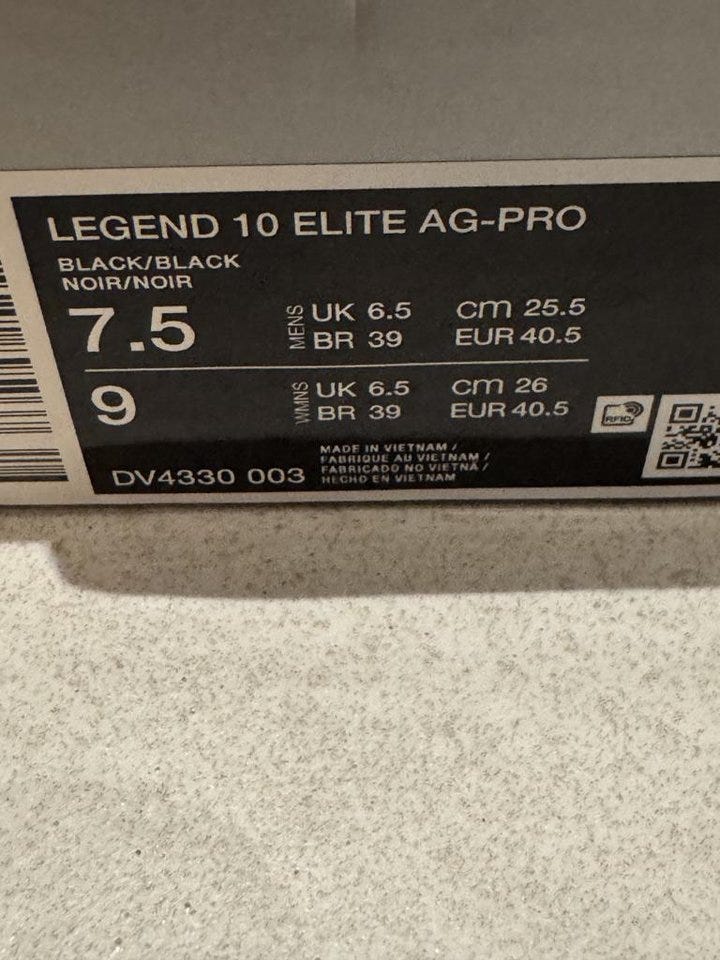 LEGEND 10 ELITE AG-PRO
BLACK/BLACK
NOIR/NOIR
7.5 MENS UK 6.5 cm 25.5
BR 39 EUR 40.5
9 WMNS UK 6.5 cm 26
BR 39 EUR 40.5
RFID
DV4330 003
MADE IN VIETNAM /
FABRIQUE AU VIETNAM /
FABRICADO NO VIETNÃ /
HECHO EN VIETNAM